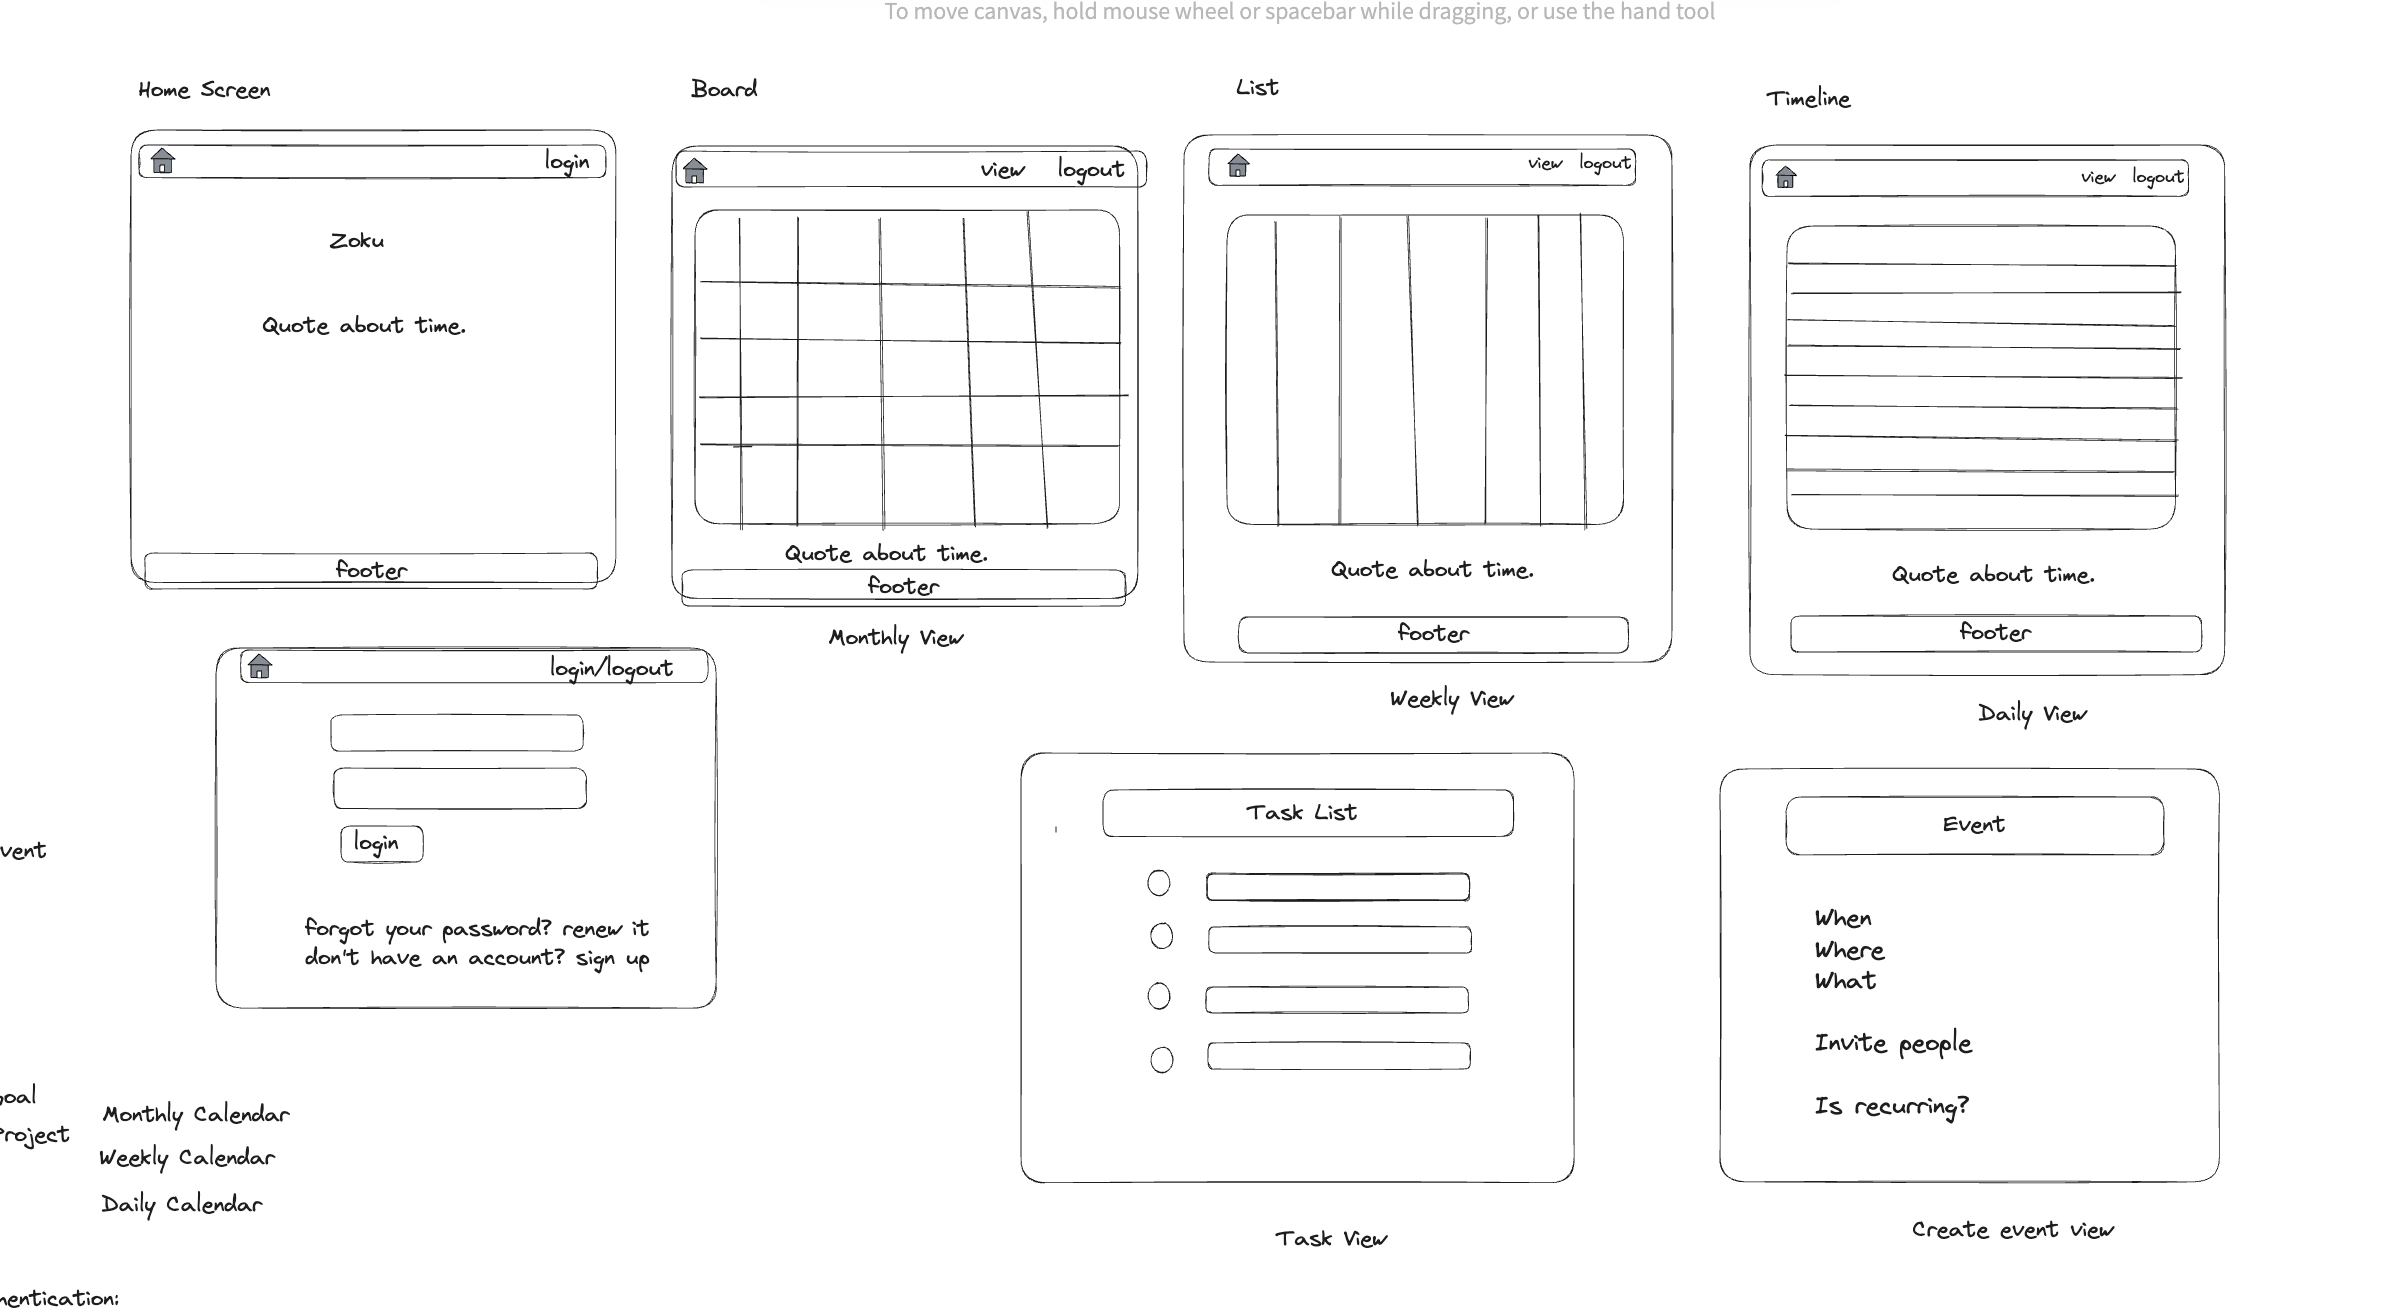 To move canvas, hold mouse wheel or spacebar while dragging, or use the hand tool
Home Screen
login
Zoku
Quote about time.
footer
Board
view logout
Quote about time.
footer
Monthly View
List
view logout
Quote about time.
footer
Weekly View
Timeline
view logout
Quote about time.
footer
Daily View
login/logout
login
forgot your password? renew it
don't have an account? sign up
Task List
Task View
Event
When
Where
What
Invite people
Is recurring?
Create event view
vent
oal
Project
Monthly Calendar
Weekly Calendar
Daily Calendar
hentication: